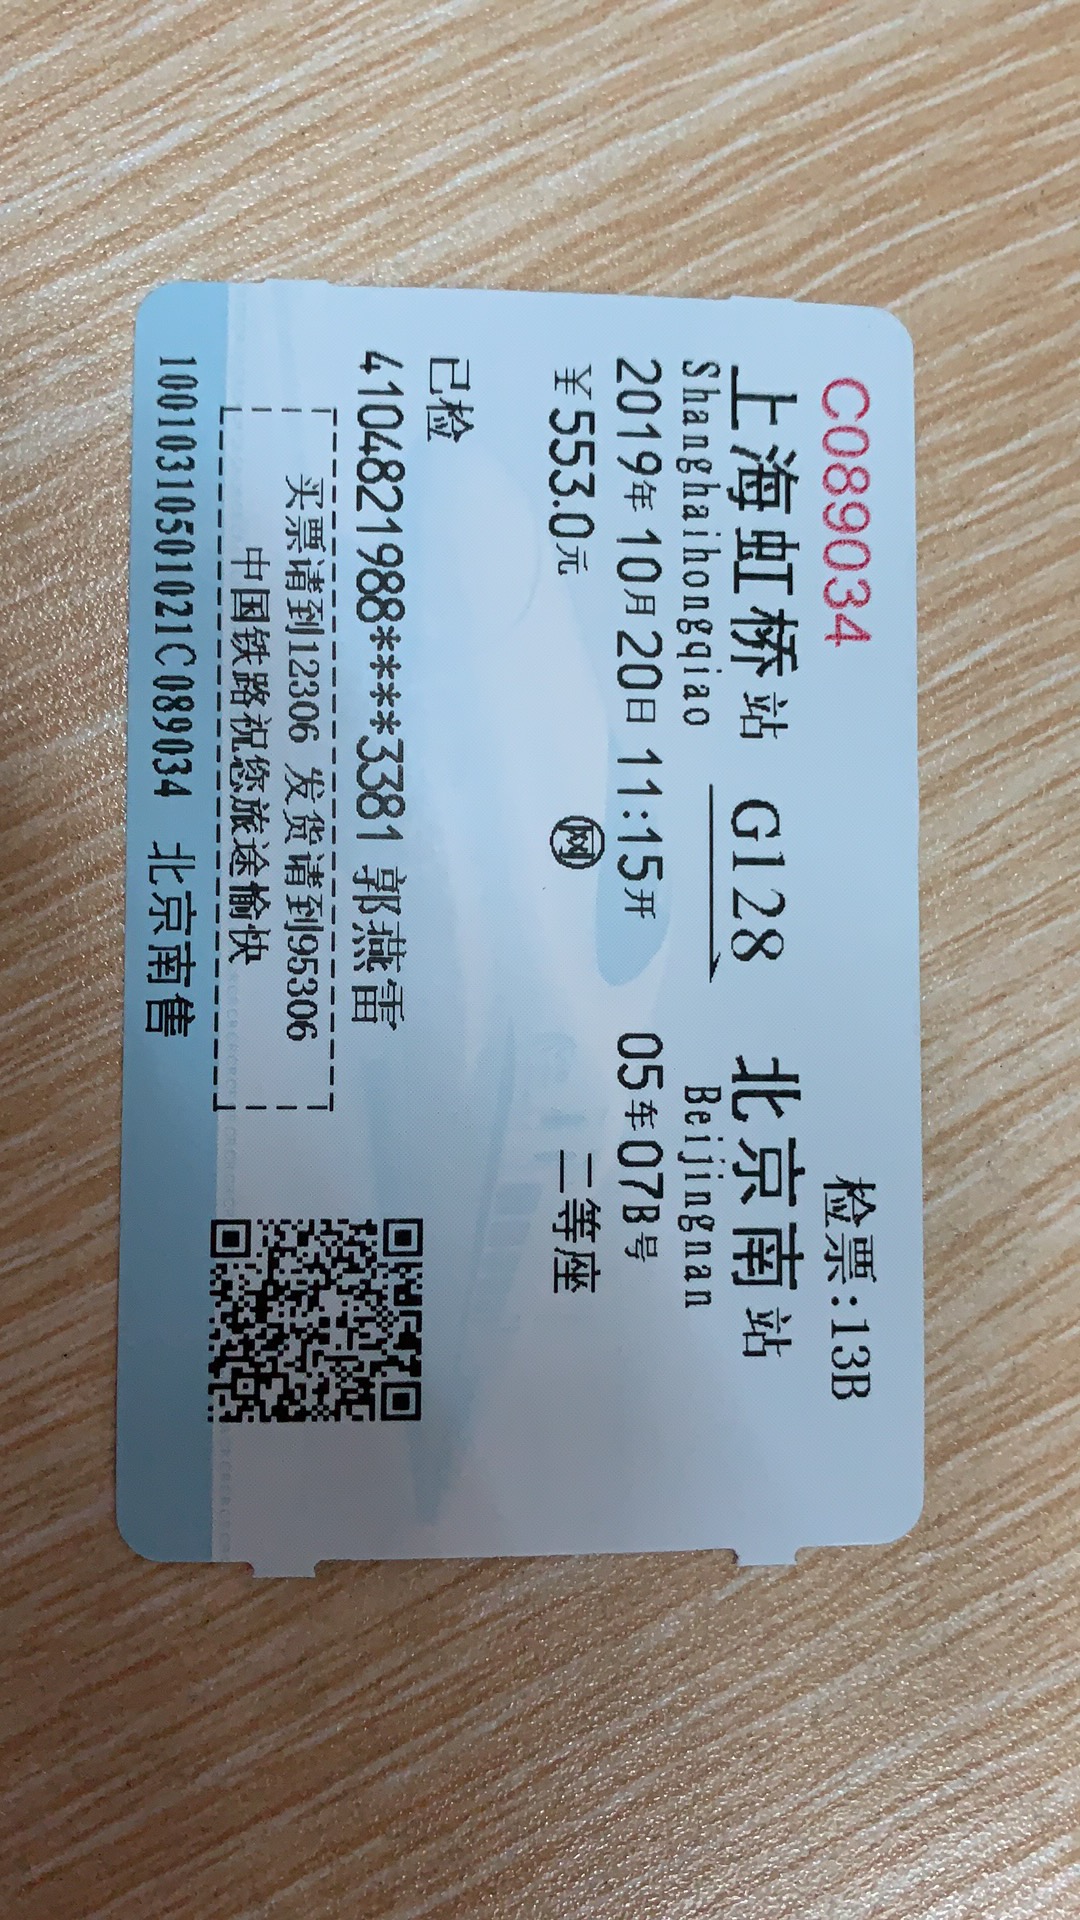 C089034 检票:13B
上海虹桥站 G128 北京南站
Shanghaihongqiao Beijingnan
2019年10月20日 11:15开 05车07B号
¥553.0元 网 二等座
已检
4104821988****3381 郭燕雷
买票请到12306 发货请到95306
中国铁路祝您旅途愉快
10010310501021C089034 北京南售